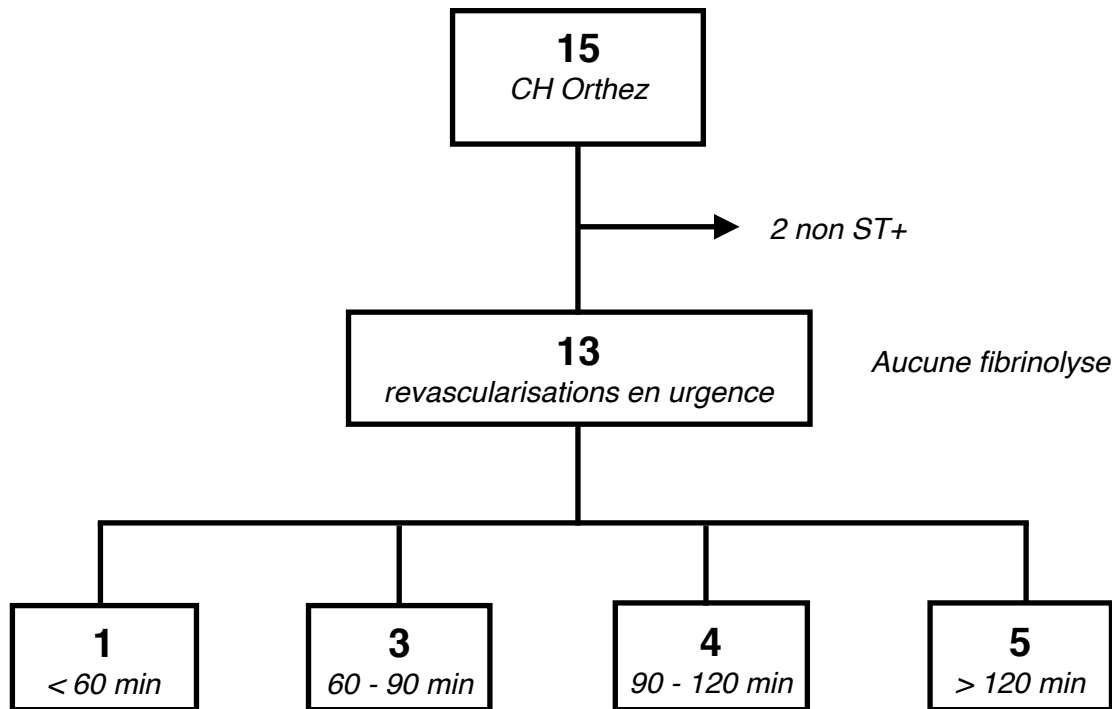 15
CH Orthez
2 non ST+
13
revascularisations en urgence
Aucune fibrinolyse
1
< 60 min
3
60 - 90 min
4
90 - 120 min
5
> 120 min